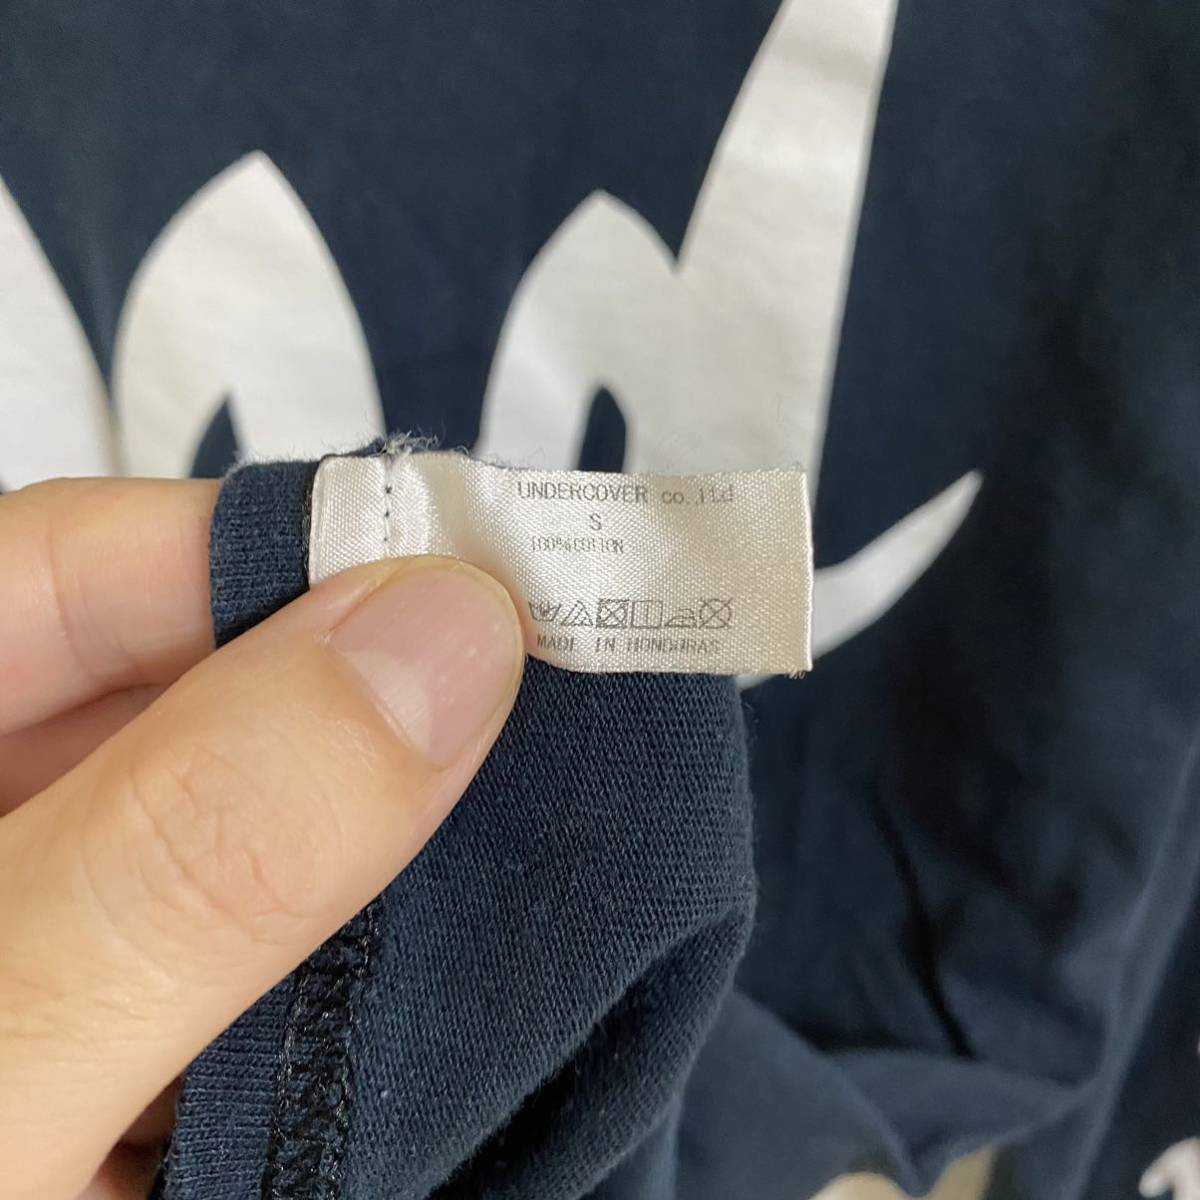 UNDERCOVER co.ltd
S
100%COTTON
MADE IN HONDURAS